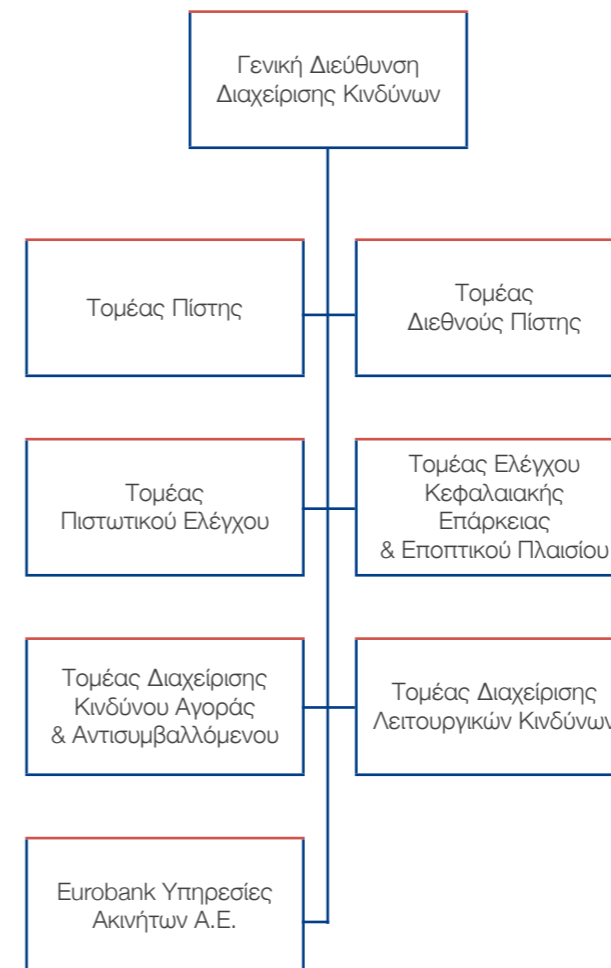 Γενική Διεύθυνση
Διαχείρισης Κινδύνων
Τομέας Πίστης
Τομέας
Διεθνούς Πίστης
Τομέας
Πιστωτικού Ελέγχου
Τομέας Ελέγχου
Κεφαλαιακής
Επάρκειας
& Εποπτικού Πλαισίου
Τομέας Διαχείρισης
Κινδύνου Αγοράς
& Αντισυμβαλλόμενου
Τομέας Διαχείρισης
Λειτουργικών Κινδύνων
Eurobank Υπηρεσίες
Ακινήτων Α.Ε.